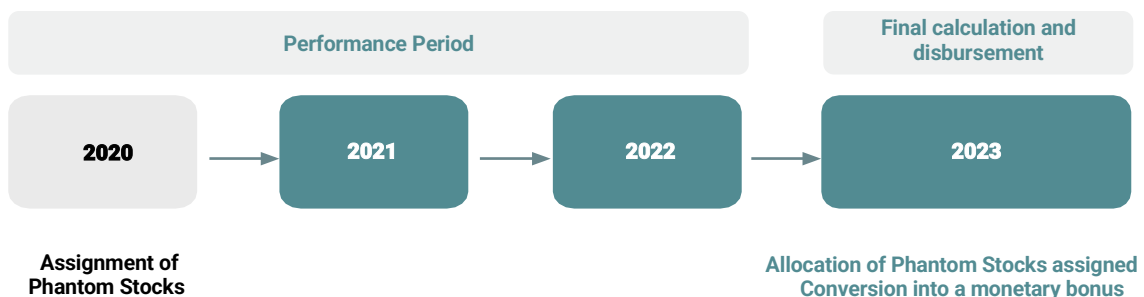 Performance Period
Final calculation and
disbursement
2020
2021
2022
2023
Assignment of
Phantom Stocks
Allocation of Phantom Stocks assigned
Conversion into a monetary bonus